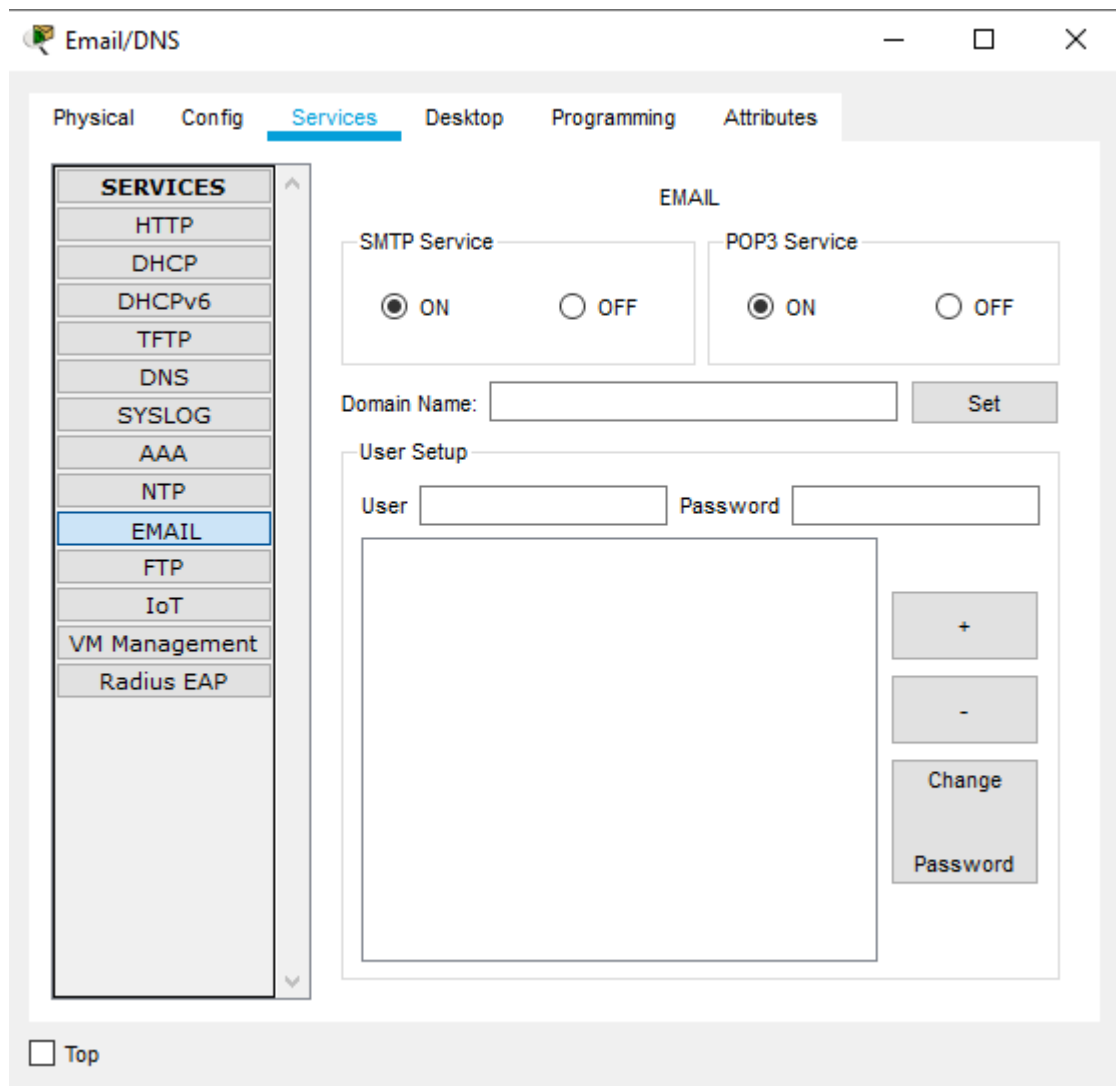 Email/DNS
Physical Config Services Desktop Programming Attributes
SERVICES
HTTP
DHCP
DHCPv6
TFTP
DNS
SYSLOG
AAA
NTP
EMAIL
FTP
IoT
VM Management
Radius EAP
EMAIL
SMTP Service
ON OFF
POP3 Service
ON OFF
Domain Name: Set
User Setup
User Password
+
-
Change
Password
Top